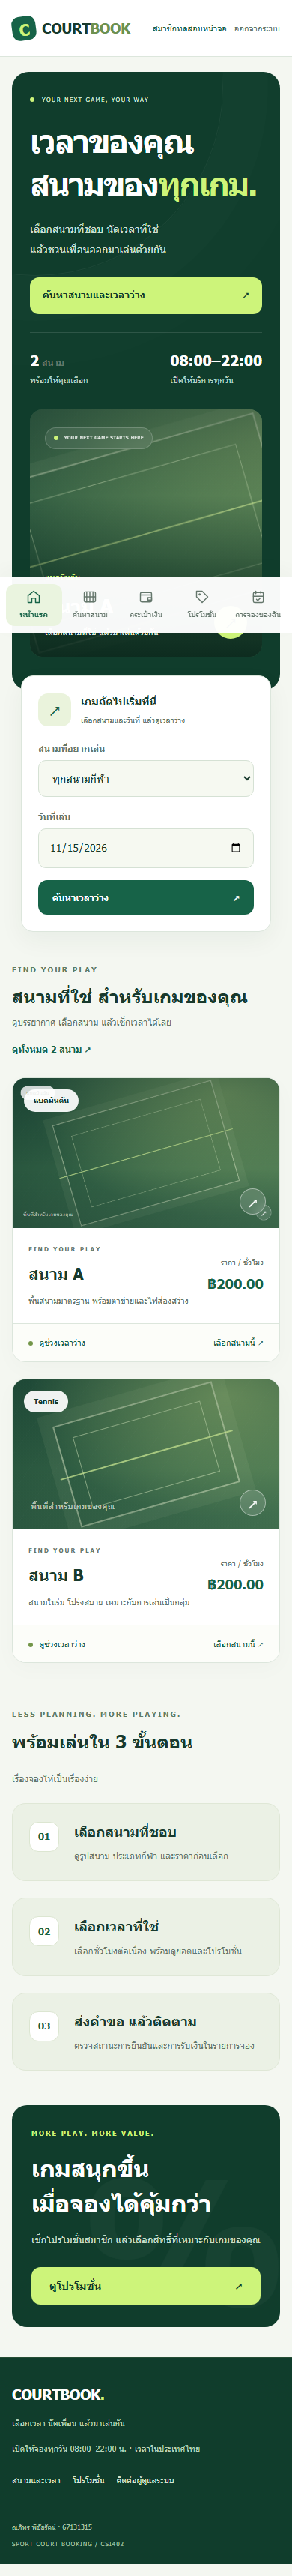 C COURTBOOK
สมาชิกทดสอบหน้าจอ ออกจากระบบ
YOUR NEXT GAME, YOUR WAY
เวลาของคุณ
สนามของทุกเกม.
เลือกสนามที่ชอบ นัดเวลาที่ใช่
แล้วชวนเพื่อนออกมาเล่นด้วยกัน
ค้นหาสนามและเวลาว่าง ↗
2 สนาม
พร้อมให้คุณเลือก
08:00–22:00
เปิดให้บริการทุกวัน
YOUR NEXT GAME STARTS HERE
หน้าแรก
ค้นหาสนาม
กระเป๋าเงิน
โปรโมชั่น
การจองของฉัน
↗
เกมถัดไปเริ่มที่นี่
เลือกสนามและวันที่ แล้วดูเวลาว่าง
สนามที่อยากเล่น
ทุกสนามกีฬา
วันที่เล่น
11/15/2026
ค้นหาเวลาว่าง ↗
FIND YOUR PLAY
สนามที่ใช่ สำหรับเกมของคุณ
ดูบรรยากาศ เลือกสนาม แล้วเช็กเวลาได้เลย
ดูทั้งหมด 2 สนาม ↗
แบดมินตัน
พื้นที่สำหรับเกมของคุณ
↗
FIND YOUR PLAY
สนาม A
พื้นสนามมาตรฐาน พร้อมตาข่ายและไฟส่องสว่าง
ราคา / ชั่วโมง
฿200.00
ดูช่วงเวลาว่าง
เลือกสนามนี้ ↗
Tennis
พื้นที่สำหรับเกมของคุณ
↗
FIND YOUR PLAY
สนาม B
สนามในร่ม โปร่งสบาย เหมาะกับการเล่นเป็นกลุ่ม
ราคา / ชั่วโมง
฿200.00
ดูช่วงเวลาว่าง
เลือกสนามนี้ ↗
LESS PLANNING. MORE PLAYING.
พร้อมเล่นใน 3 ขั้นตอน
เรื่องจองให้เป็นเรื่องง่าย
01
เลือกสนามที่ชอบ
ดูรูปสนาม ประเภทกีฬา และราคาก่อนเลือก
02
เลือกเวลาที่ใช่
เลือกชั่วโมงต่อเนื่อง พร้อมดูยอดและโปรโมชั่น
03
ส่งคำขอ แล้วติดตาม
ตรวจสถานะการยืนยันและการรับเงินในรายการจอง
MORE PLAY. MORE VALUE.
เกมสนุกขึ้น
เมื่อจองได้คุ้มกว่า
เช็กโปรโมชั่นสมาชิก แล้วเลือกสิทธิ์ที่เหมาะกับเกมของคุณ
ดูโปรโมชั่น ↗
%
COURTBOOK.
เลือกเวลา นัดเพื่อน แล้วมาเล่นกัน
เปิดให้จองทุกวัน 08:00–22:00 น. · เวลาในประเทศไทย
สนามและเวลา โปรโมชั่น ติดต่อผู้ดูแลระบบ
ณภัทร พืชัยรัตน์ · 67131315
SPORT COURT BOOKING / CSI402